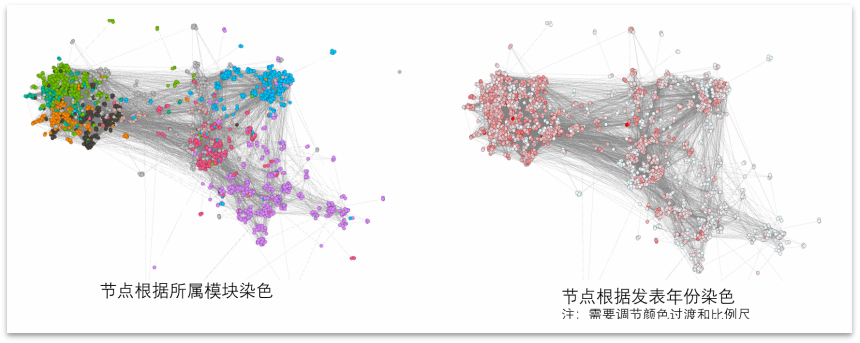 节点根据所属模块染色
节点根据发表年份染色
注：需要调节颜色过渡和比例尺